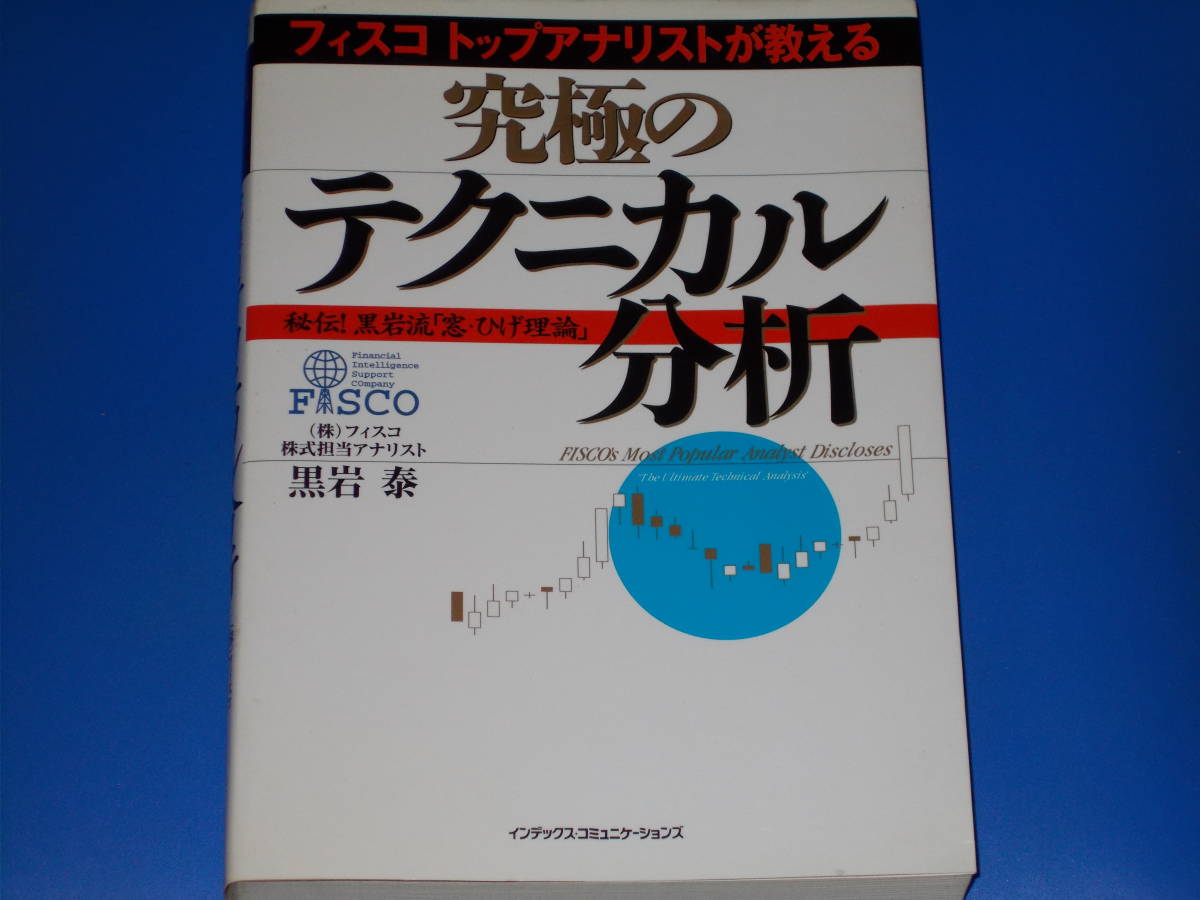 フィスコ トップアナリストが教える
究極の
テクニカル
分析
秘伝!黒岩流「窓・ひげ理論」
Financial
Intelligence
Support
COmpany
FISCO
(株)フィスコ
株式担当アナリスト
黒岩 泰
FISCO's Most Popular Analyst Discloses
"The Ultimate Technical Analysis"
インデックス・コミュニケーションズ